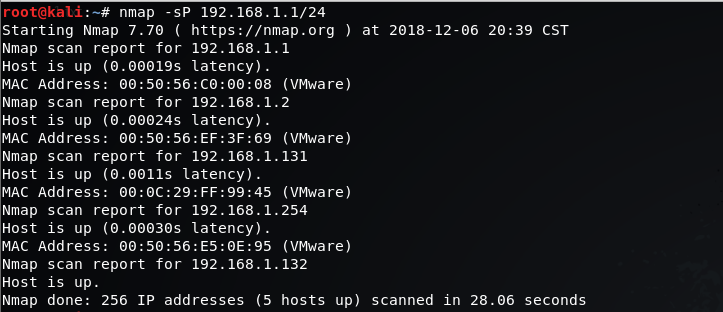 root@kali:~# nmap -sP 192.168.1.1/24
Starting Nmap 7.70 ( https://nmap.org ) at 2018-12-06 20:39 CST
Nmap scan report for 192.168.1.1
Host is up (0.00019s latency).
MAC Address: 00:50:56:C0:00:08 (VMware)
Nmap scan report for 192.168.1.2
Host is up (0.00024s latency).
MAC Address: 00:50:56:EF:3F:69 (VMware)
Nmap scan report for 192.168.1.131
Host is up (0.0011s latency).
MAC Address: 00:0C:29:FF:99:45 (VMware)
Nmap scan report for 192.168.1.254
Host is up (0.00030s latency).
MAC Address: 00:50:56:E5:0E:95 (VMware)
Nmap scan report for 192.168.1.132
Host is up.
Nmap done: 256 IP addresses (5 hosts up) scanned in 28.06 seconds